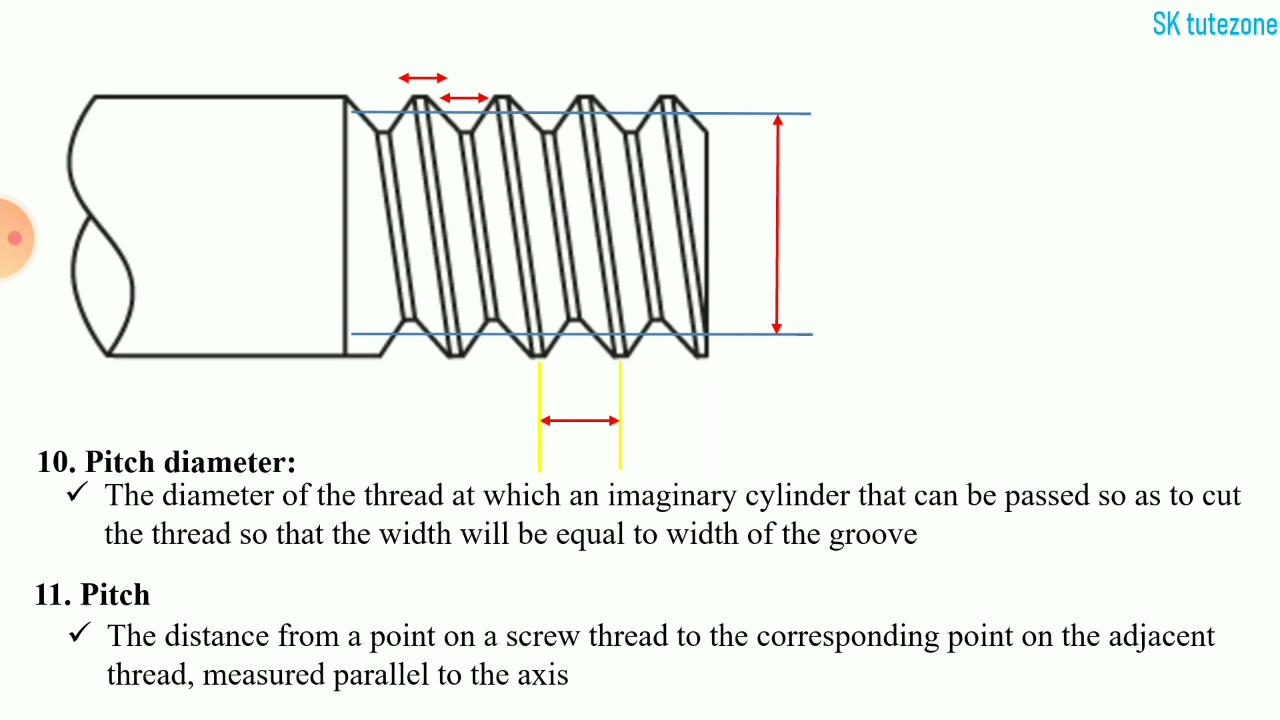 SK tutezone
10. Pitch diameter:
✓ The diameter of the thread at which an imaginary cylinder that can be passed so as to cut
the thread so that the width will be equal to width of the groove
11. Pitch
✓ The distance from a point on a screw thread to the corresponding point on the adjacent
thread, measured parallel to the axis